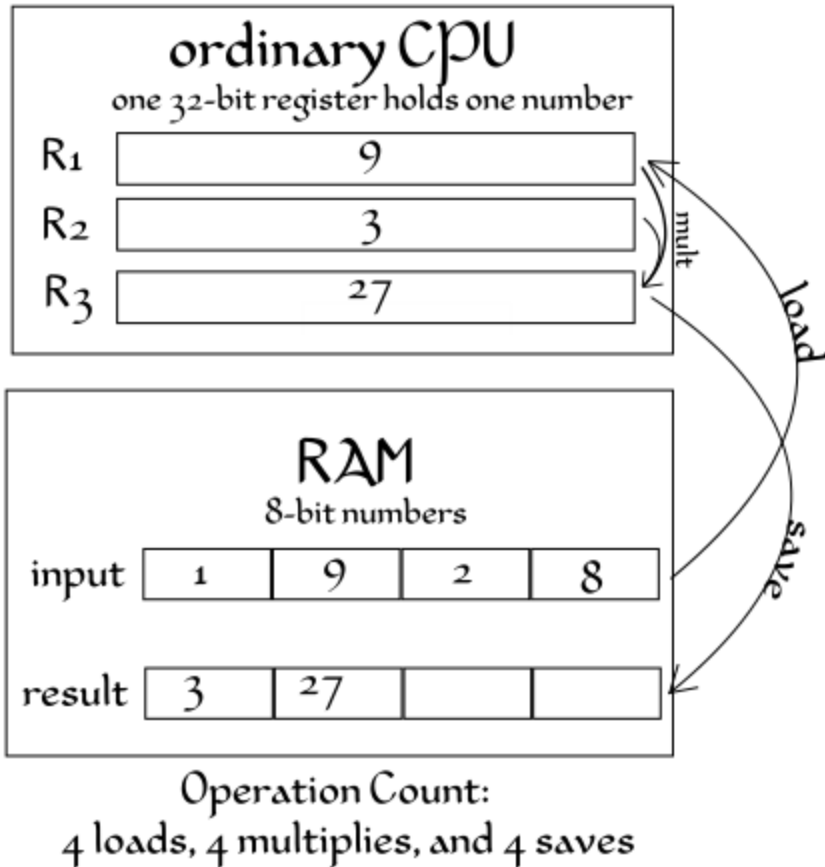 ordinary CPU
one 32-bit register holds one number
R1 9
R2 3
R3 27
mult
load
RAM
8-bit numbers
input 1 9 2 8
save
result 3 27
Operation Count:
4 loads, 4 multiplies, and 4 saves